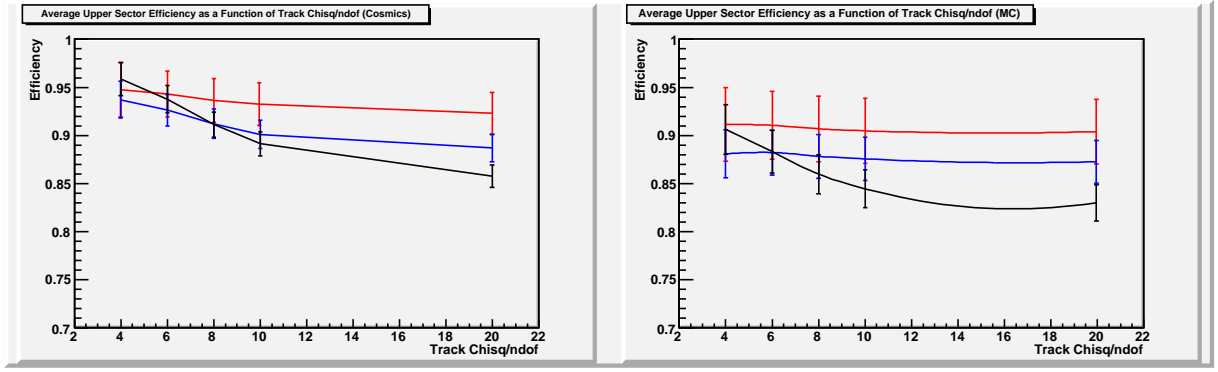 Average Upper Sector Efficiency as a Function of Track Chisq/ndof (Cosmics)
Efficiency
1
0.95
0.9
0.85
0.8
0.75
0.7
2 4 6 8 10 12 14 16 18 20 22
Track Chisq/ndof
Average Upper Sector Efficiency as a Function of Track Chisq/ndof (MC)
Efficiency
1
0.95
0.9
0.85
0.8
0.75
0.7
2 4 6 8 10 12 14 16 18 20 22
Track Chisq/ndof